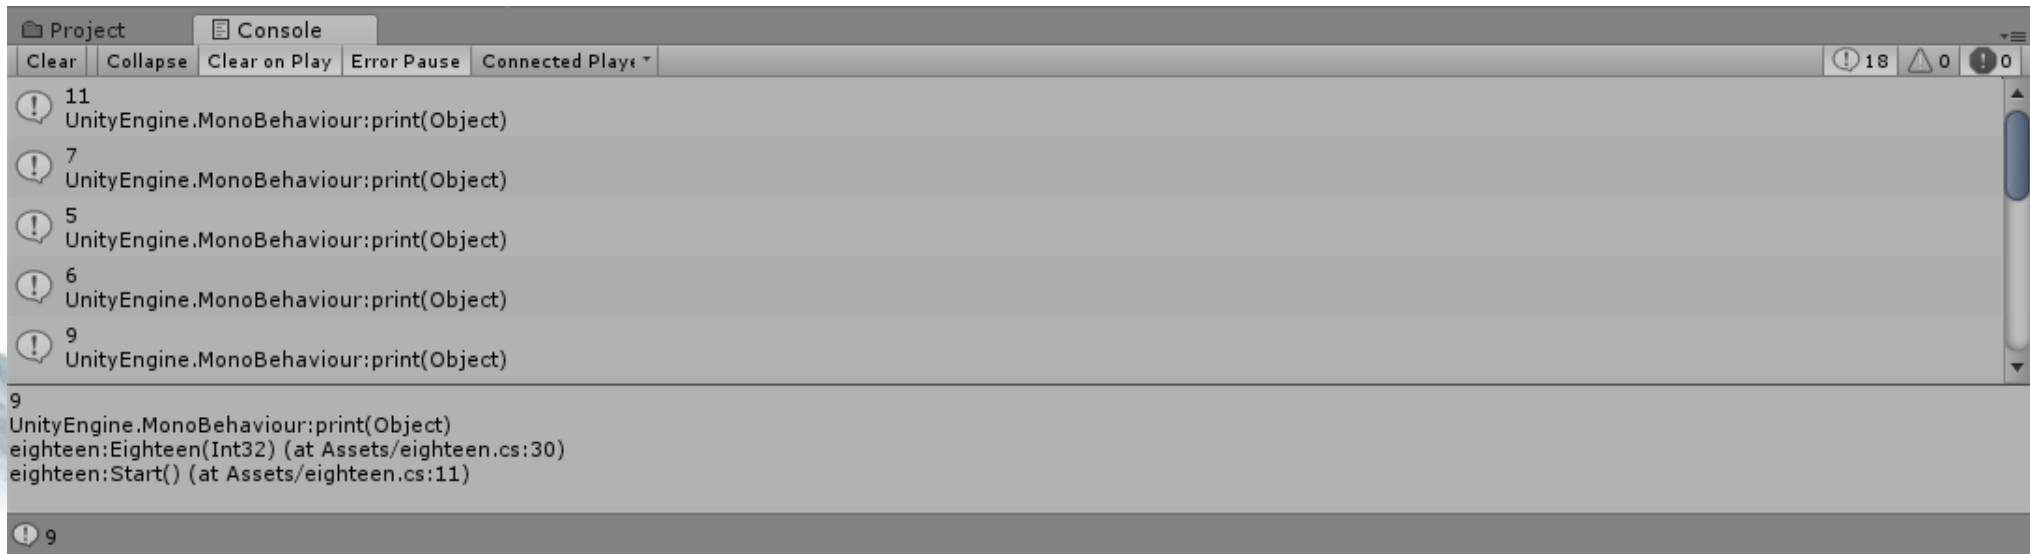 Project Console
Clear Collapse Clear on Play Error Pause Connected Playe 18 0 0
11
UnityEngine.MonoBehaviour:print(Object)
7
UnityEngine.MonoBehaviour:print(Object)
5
UnityEngine.MonoBehaviour:print(Object)
6
UnityEngine.MonoBehaviour:print(Object)
9
UnityEngine.MonoBehaviour:print(Object)
9
UnityEngine.MonoBehaviour:print(Object)
eighteen:Eighteen(Int32) (at Assets/eighteen.cs:30)
eighteen:Start() (at Assets/eighteen.cs:11)
9